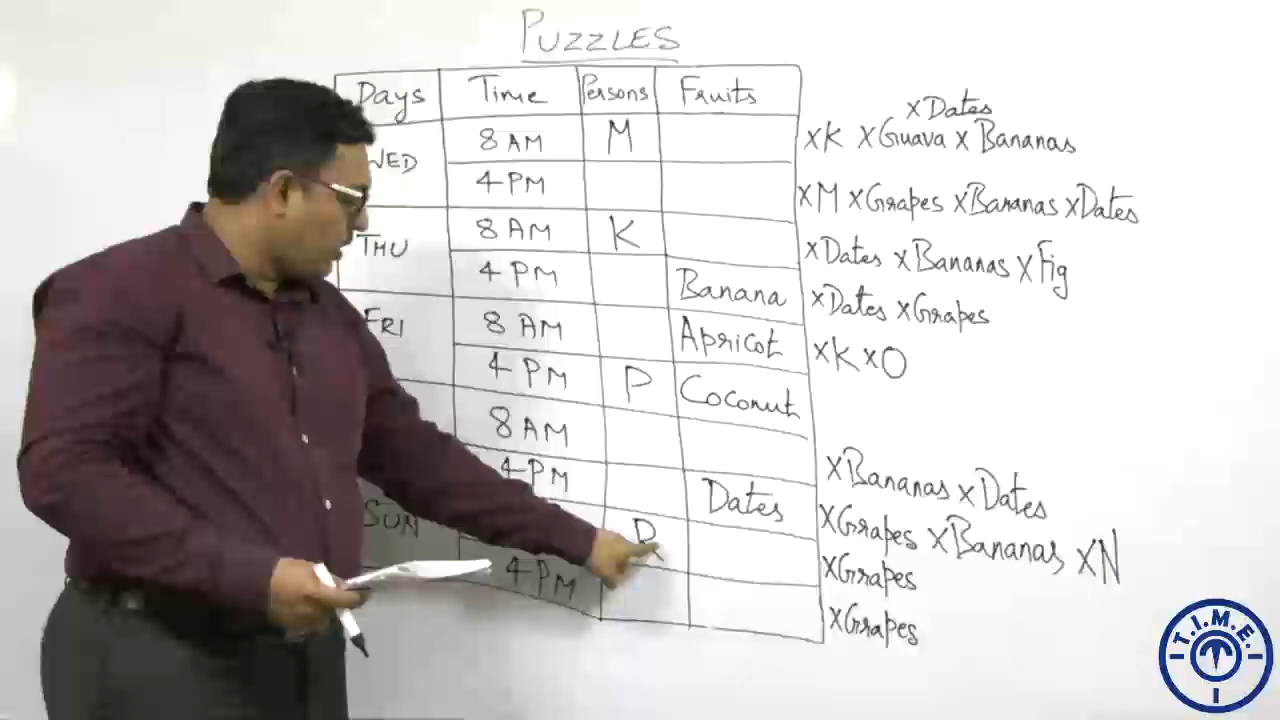 PUZZLES
Days Time Persons Fruits
xDates
8 AM M xK xGuava xBananas
WED
4 PM xM xGrapes xBananas xDates
8 AM K xDates xBananas xFig
THU
4 PM Banana xDates xGrapes
FRI 8 AM Apricot xK xO
4 PM P Coconut
8 AM xBananas xDates
4 PM Dates xGrapes xBananas xN
SUN R xGrapes
4 PM xGrapes
T.I.M.E.